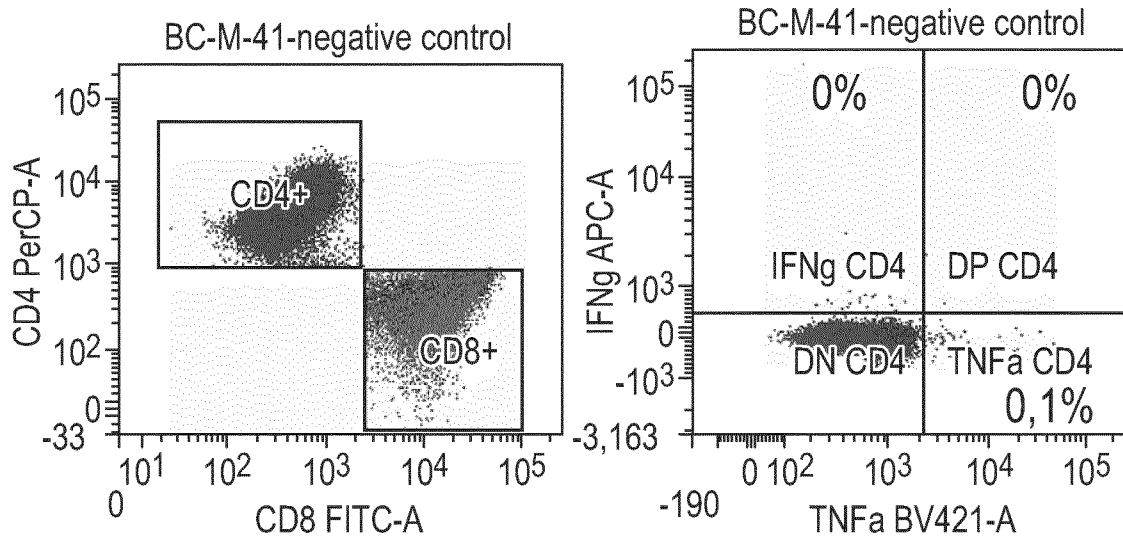 BC-M-41-negative control
CD4 PerCP-A
10⁵
10⁴
10³
10²
0
-33
CD4+
CD8+
10¹ 10² 10³ 10⁴ 10⁵
0
CD8 FITC-A
BC-M-41-negative control
IFNg APC-A
10⁵
10⁴
10³
0
-10³
-3,163
0% 0%
IFNg CD4 DP CD4
DN CD4 TNFa CD4
0,1%
0 10² 10³ 10⁴ 10⁵
-190
TNFa BV421-A